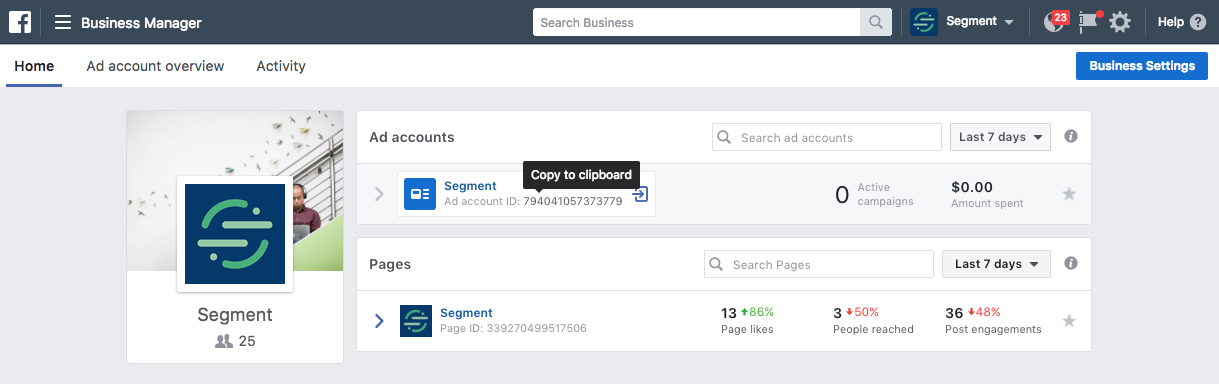 Business Manager
Search Business
Segment
23
Help
Home
Ad account overview
Activity
Business Settings
Segment
25
Ad accounts
Search ad accounts
Last 7 days
Copy to clipboard
Segment
Ad account ID: 794041057373779
0 Active campaigns
$0.00
Amount spent
Pages
Search Pages
Last 7 days
Segment
Page ID: 339270499517506
13 86%
Page likes
3 50%
People reached
36 48%
Post engagements